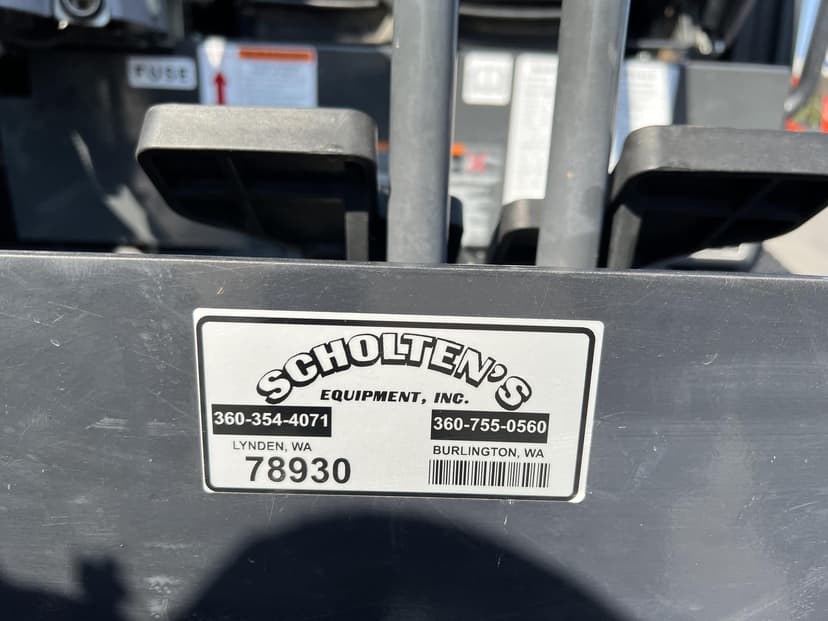 FUSE
SCHOLTEN'S
EQUIPMENT, INC.
360-354-4071
360-755-0560
LYNDEN, WA
BURLINGTON, WA
78930